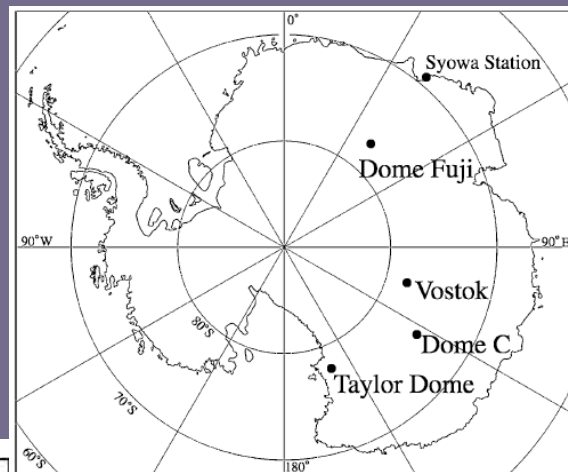 0°
Syowa Station
Dome Fuji
90°W
90°E
Vostok
80°S
Dome C
Taylor Dome
70°S
60°S
180°